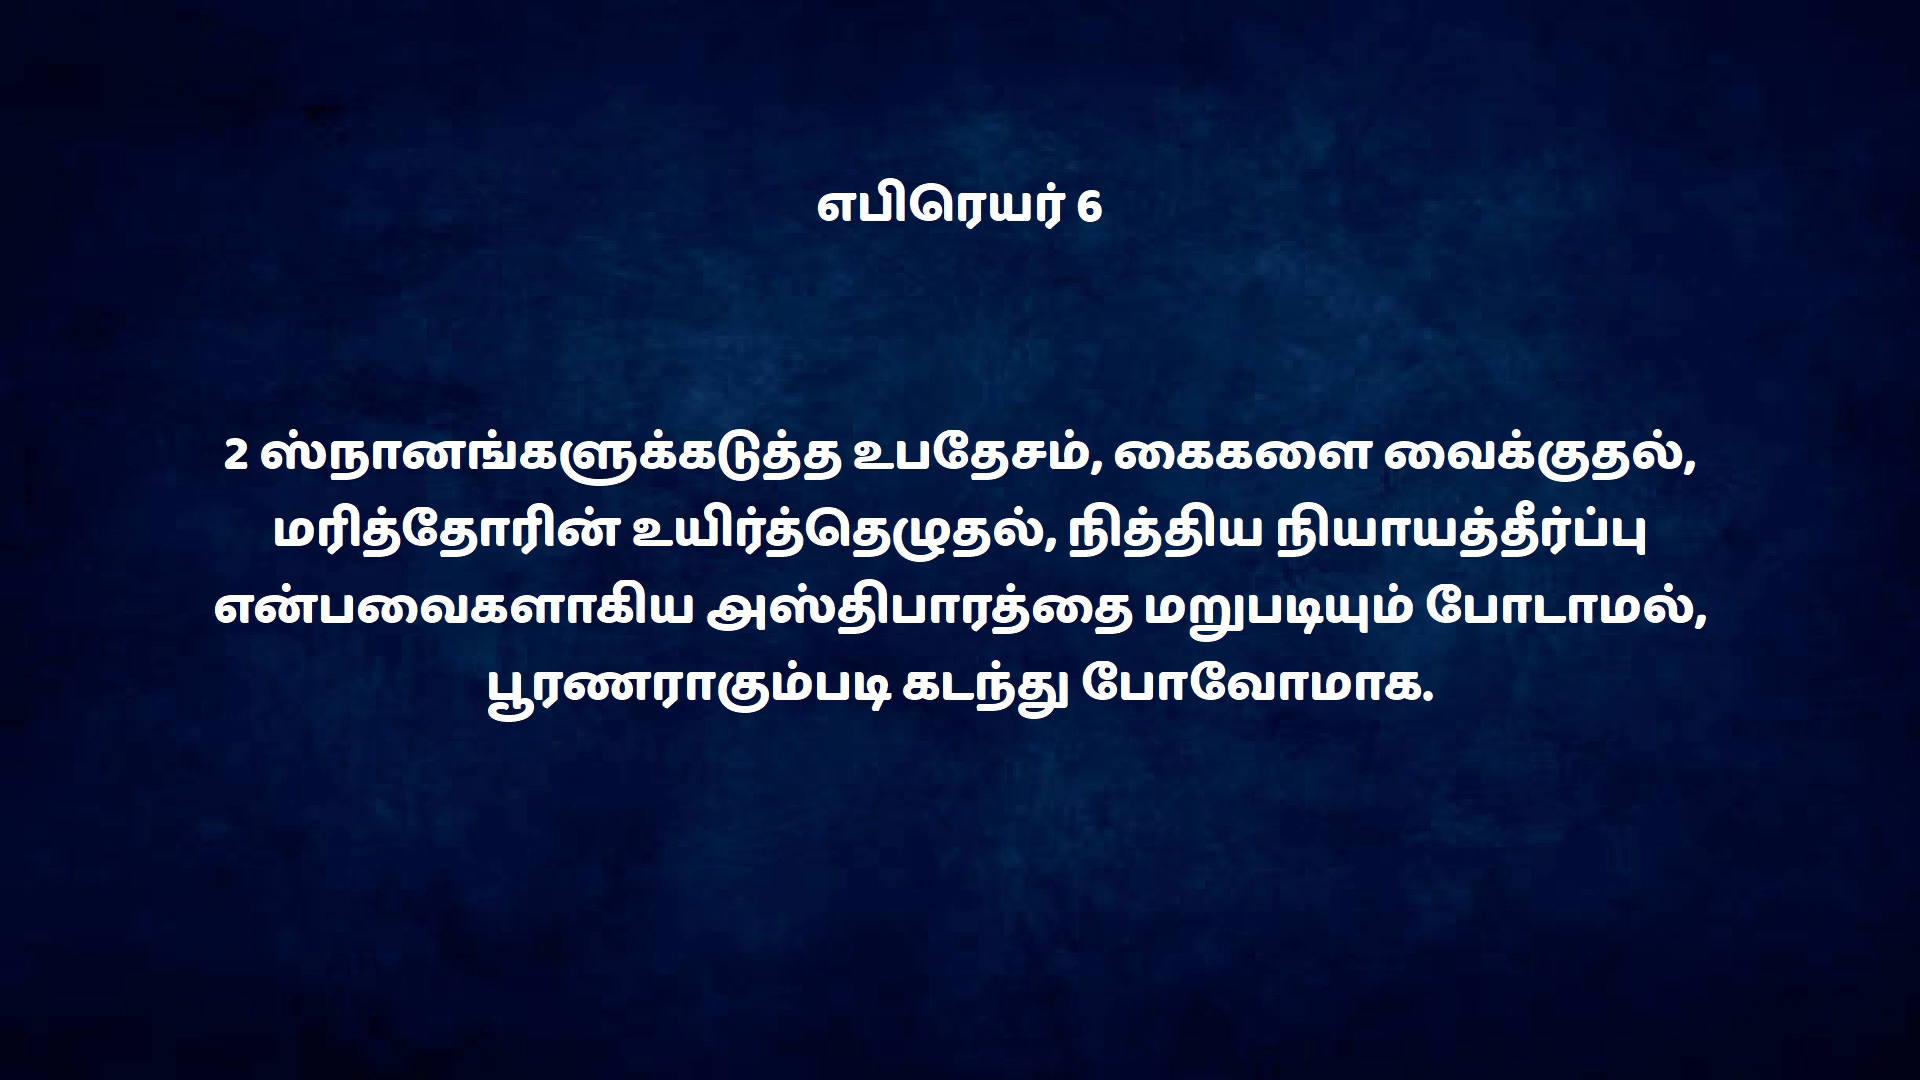 எபிரெயர் 6
2 ஸ்நானங்களுக்கடுத்த உபதேசம், கைகளை வைக்குதல்,
மரித்தோரின் உயிர்த்தெழுதல், நித்திய நியாயத்தீர்ப்பு
என்பவைகளாகிய அஸ்திபாரத்தை மறுபடியும் போடாமல்,
பூரணராகும்படி கடந்து போவோமாக.